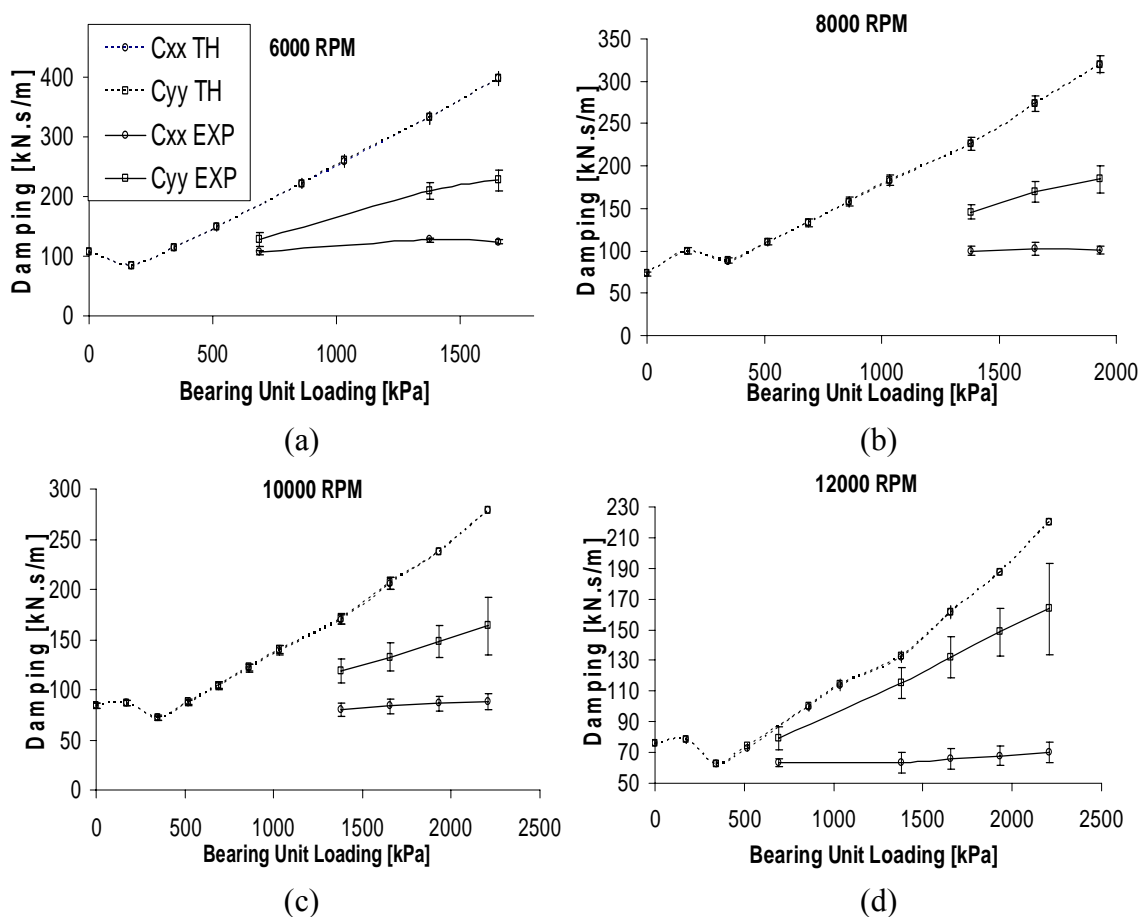 6000 RPM
Cxx TH
Cyy TH
Cxx EXP
Cyy EXP
Damping [kN.s/m]
400
300
200
100
0
0 500 1000 1500
Bearing Unit Loading [kPa]
(a)
8000 RPM
Damping [kN.s/m]
350
300
250
200
150
100
50
0
0 500 1000 1500 2000
Bearing Unit Loading [kPa]
(b)
10000 RPM
Damping [kN.s/m]
300
250
200
150
100
50
0
0 500 1000 1500 2000 2500
Bearing Unit Loading [kPa]
(c)
12000 RPM
Damping [kN.s/m]
230
210
190
170
150
130
110
90
70
50
0 500 1000 1500 2000 2500
Bearing Unit Loading [kPa]
(d)